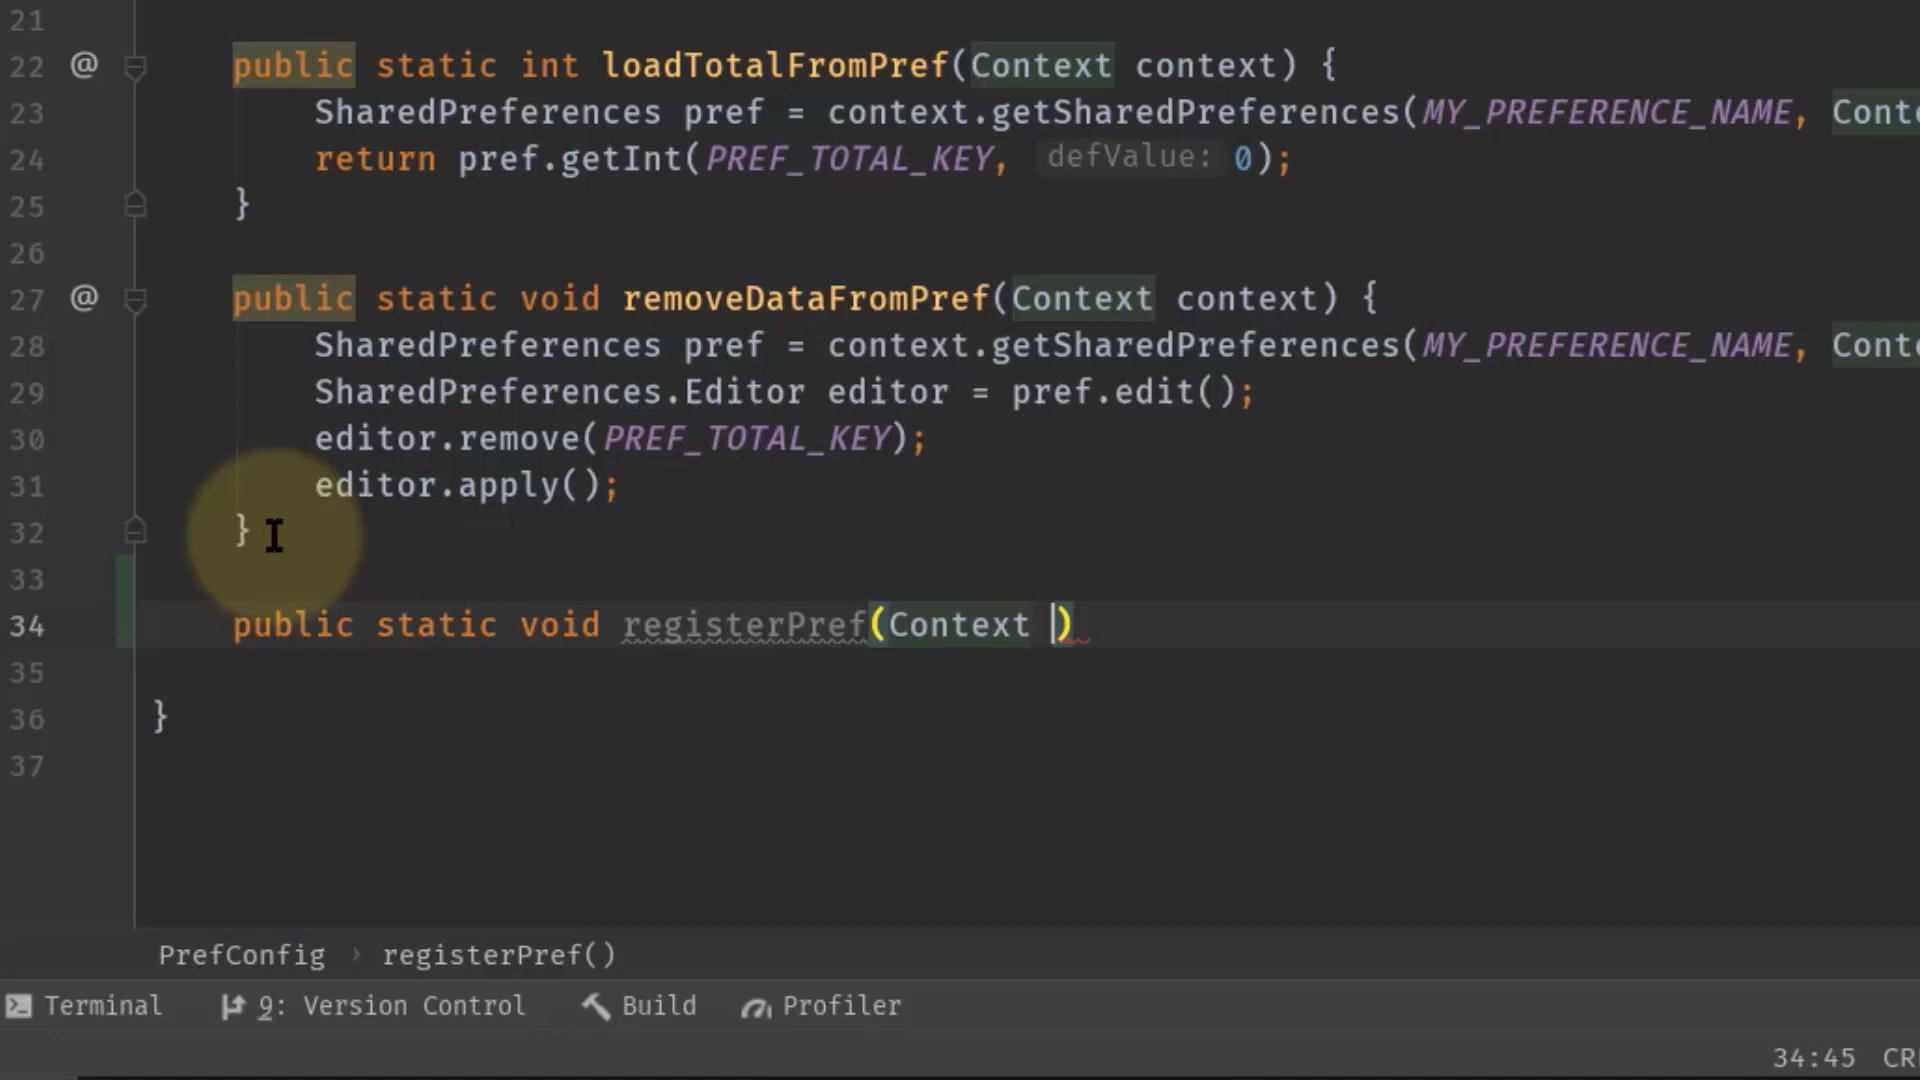 21
22 @ public static int loadTotalFromPref(Context context) {
23 SharedPreferences pref = context.getSharedPreferences(MY_PREFERENCE_NAME, Conte
24 return pref.getInt(PREF_TOTAL_KEY, defValue: 0);
25 }
26
27 @ public static void removeDataFromPref(Context context) {
28 SharedPreferences pref = context.getSharedPreferences(MY_PREFERENCE_NAME, Conte
29 SharedPreferences.Editor editor = pref.edit();
30 editor.remove(PREF_TOTAL_KEY);
31 editor.apply();
32 }
33
34 public static void registerPref(Context )
35
36 }
37
PrefConfig › registerPref()
Terminal 9: Version Control Build Profiler
34:45 CR